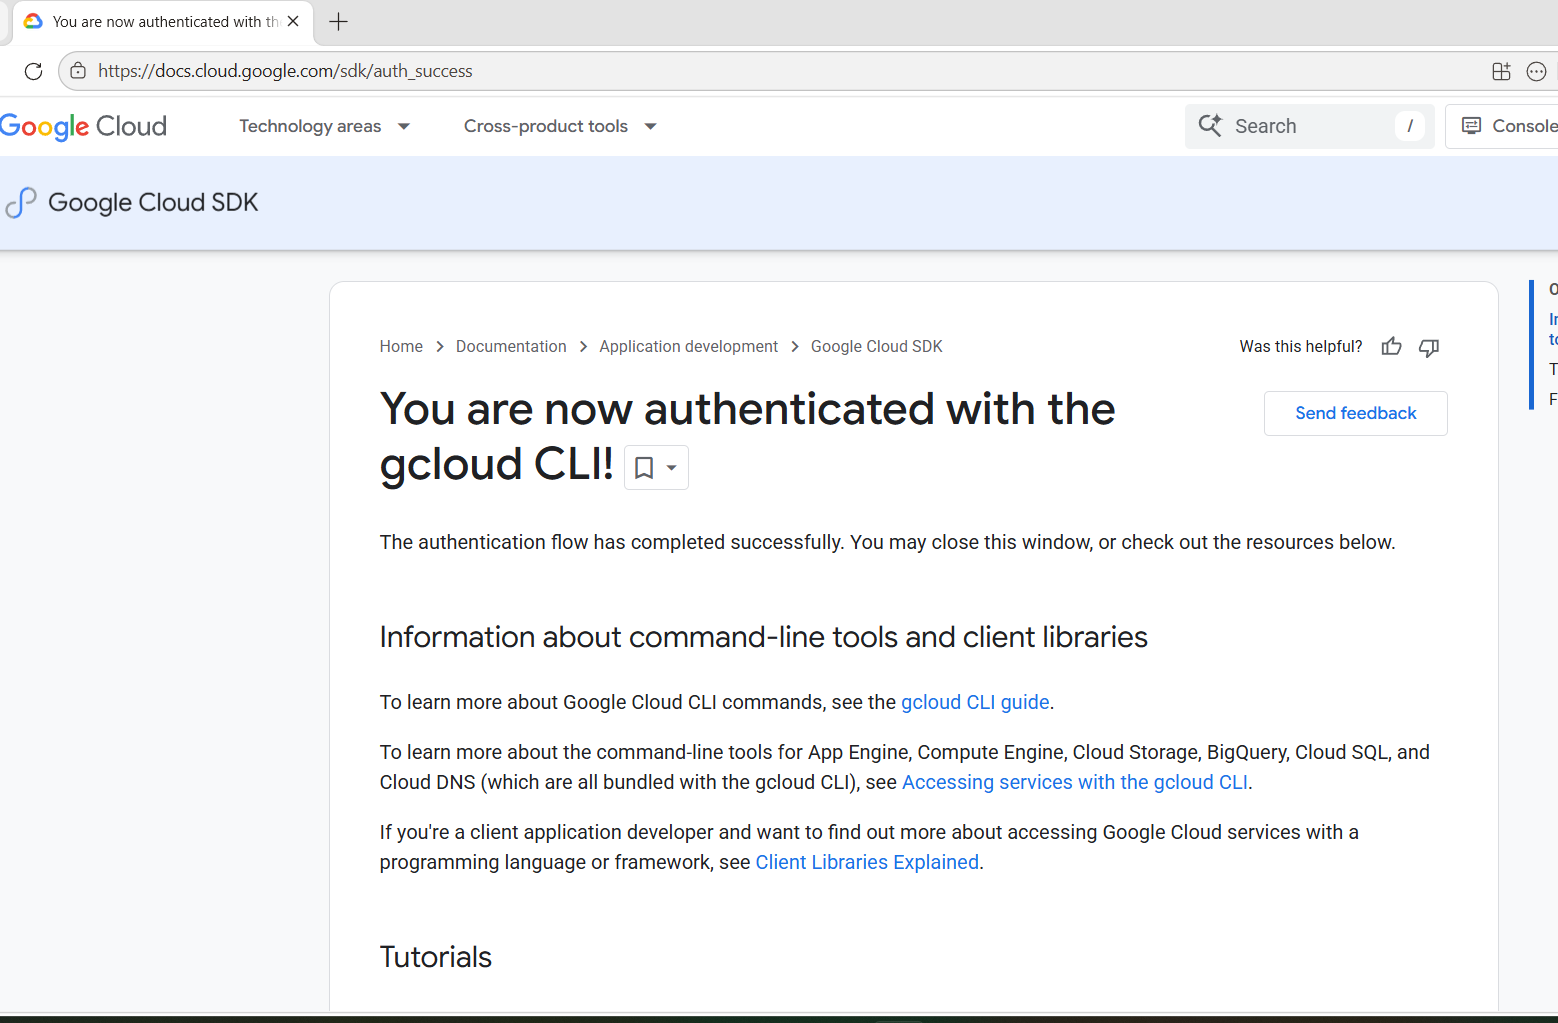 You are now authenticated with th
https://docs.cloud.google.com/sdk/auth_success
Google Cloud
Technology areas
Cross-product tools
Search
/
Console
Google Cloud SDK
Home > Documentation > Application development > Google Cloud SDK
Was this helpful?
You are now authenticated with the
gcloud CLI!
Send feedback
The authentication flow has completed successfully. You may close this window, or check out the resources below.
Information about command-line tools and client libraries
To learn more about Google Cloud CLI commands, see the gcloud CLI guide.
To learn more about the command-line tools for App Engine, Compute Engine, Cloud Storage, BigQuery, Cloud SQL, and
Cloud DNS (which are all bundled with the gcloud CLI), see Accessing services with the gcloud CLI.
If you're a client application developer and want to find out more about accessing Google Cloud services with a
programming language or framework, see Client Libraries Explained.
Tutorials